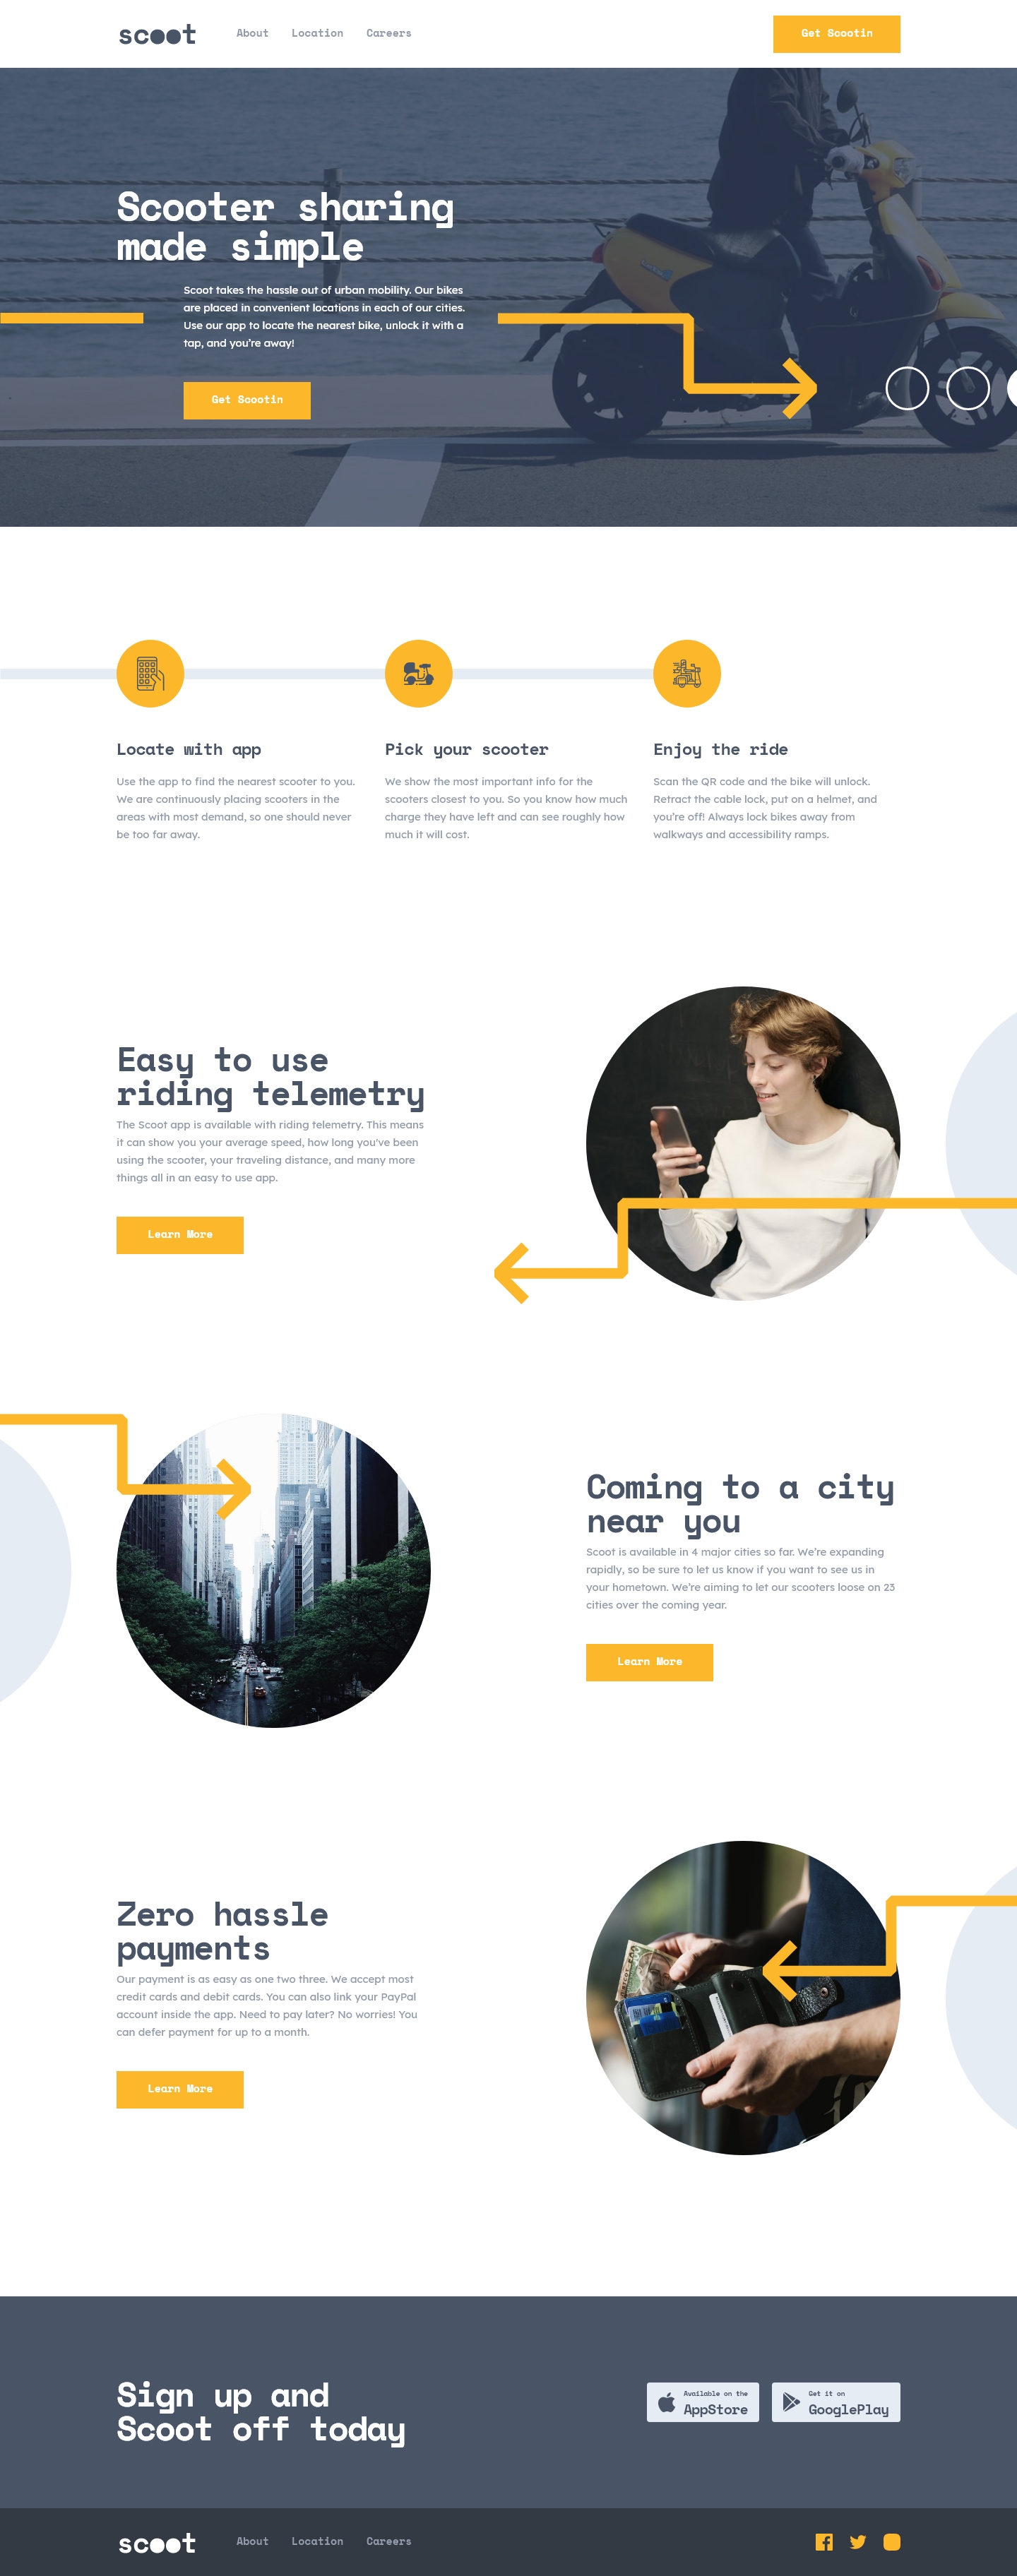 scoot
About Location Careers
Get Scootin
Scooter sharing
made simple
Scoot takes the hassle out of urban mobility. Our bikes
are placed in convenient locations in each of our cities.
Use our app to locate the nearest bike, unlock it with a
tap, and you’re away!
Get Scootin
Locate with app
Use the app to find the nearest scooter to you.
We are continuously placing scooters in the
areas with most demand, so one should never
be too far away.
Pick your scooter
We show the most important info for the
scooters closest to you. So you know how much
charge they have left and can see roughly how
much it will cost.
Enjoy the ride
Scan the QR code and the bike will unlock.
Retract the cable lock, put on a helmet, and
you’re off! Always lock bikes away from
walkways and accessibility ramps.
Easy to use
riding telemetry
The Scoot app is available with riding telemetry. This means
it can show you your average speed, how long you've been
using the scooter, your traveling distance, and many more
things all in an easy to use app.
Learn More
Coming to a city
near you
Scoot is available in 4 major cities so far. We’re expanding
rapidly, so be sure to let us know if you want to see us in
your hometown. We’re aiming to let our scooters loose on 23
cities over the coming year.
Learn More
Zero hassle
payments
Our payment is as easy as one two three. We accept most
credit cards and debit cards. You can also link your PayPal
account inside the app. Need to pay later? No worries! You
can defer payment for up to a month.
Learn More
Sign up and
Scoot off today
Available on the
AppStore
Get it on
GooglePlay
scoot
About Location Careers